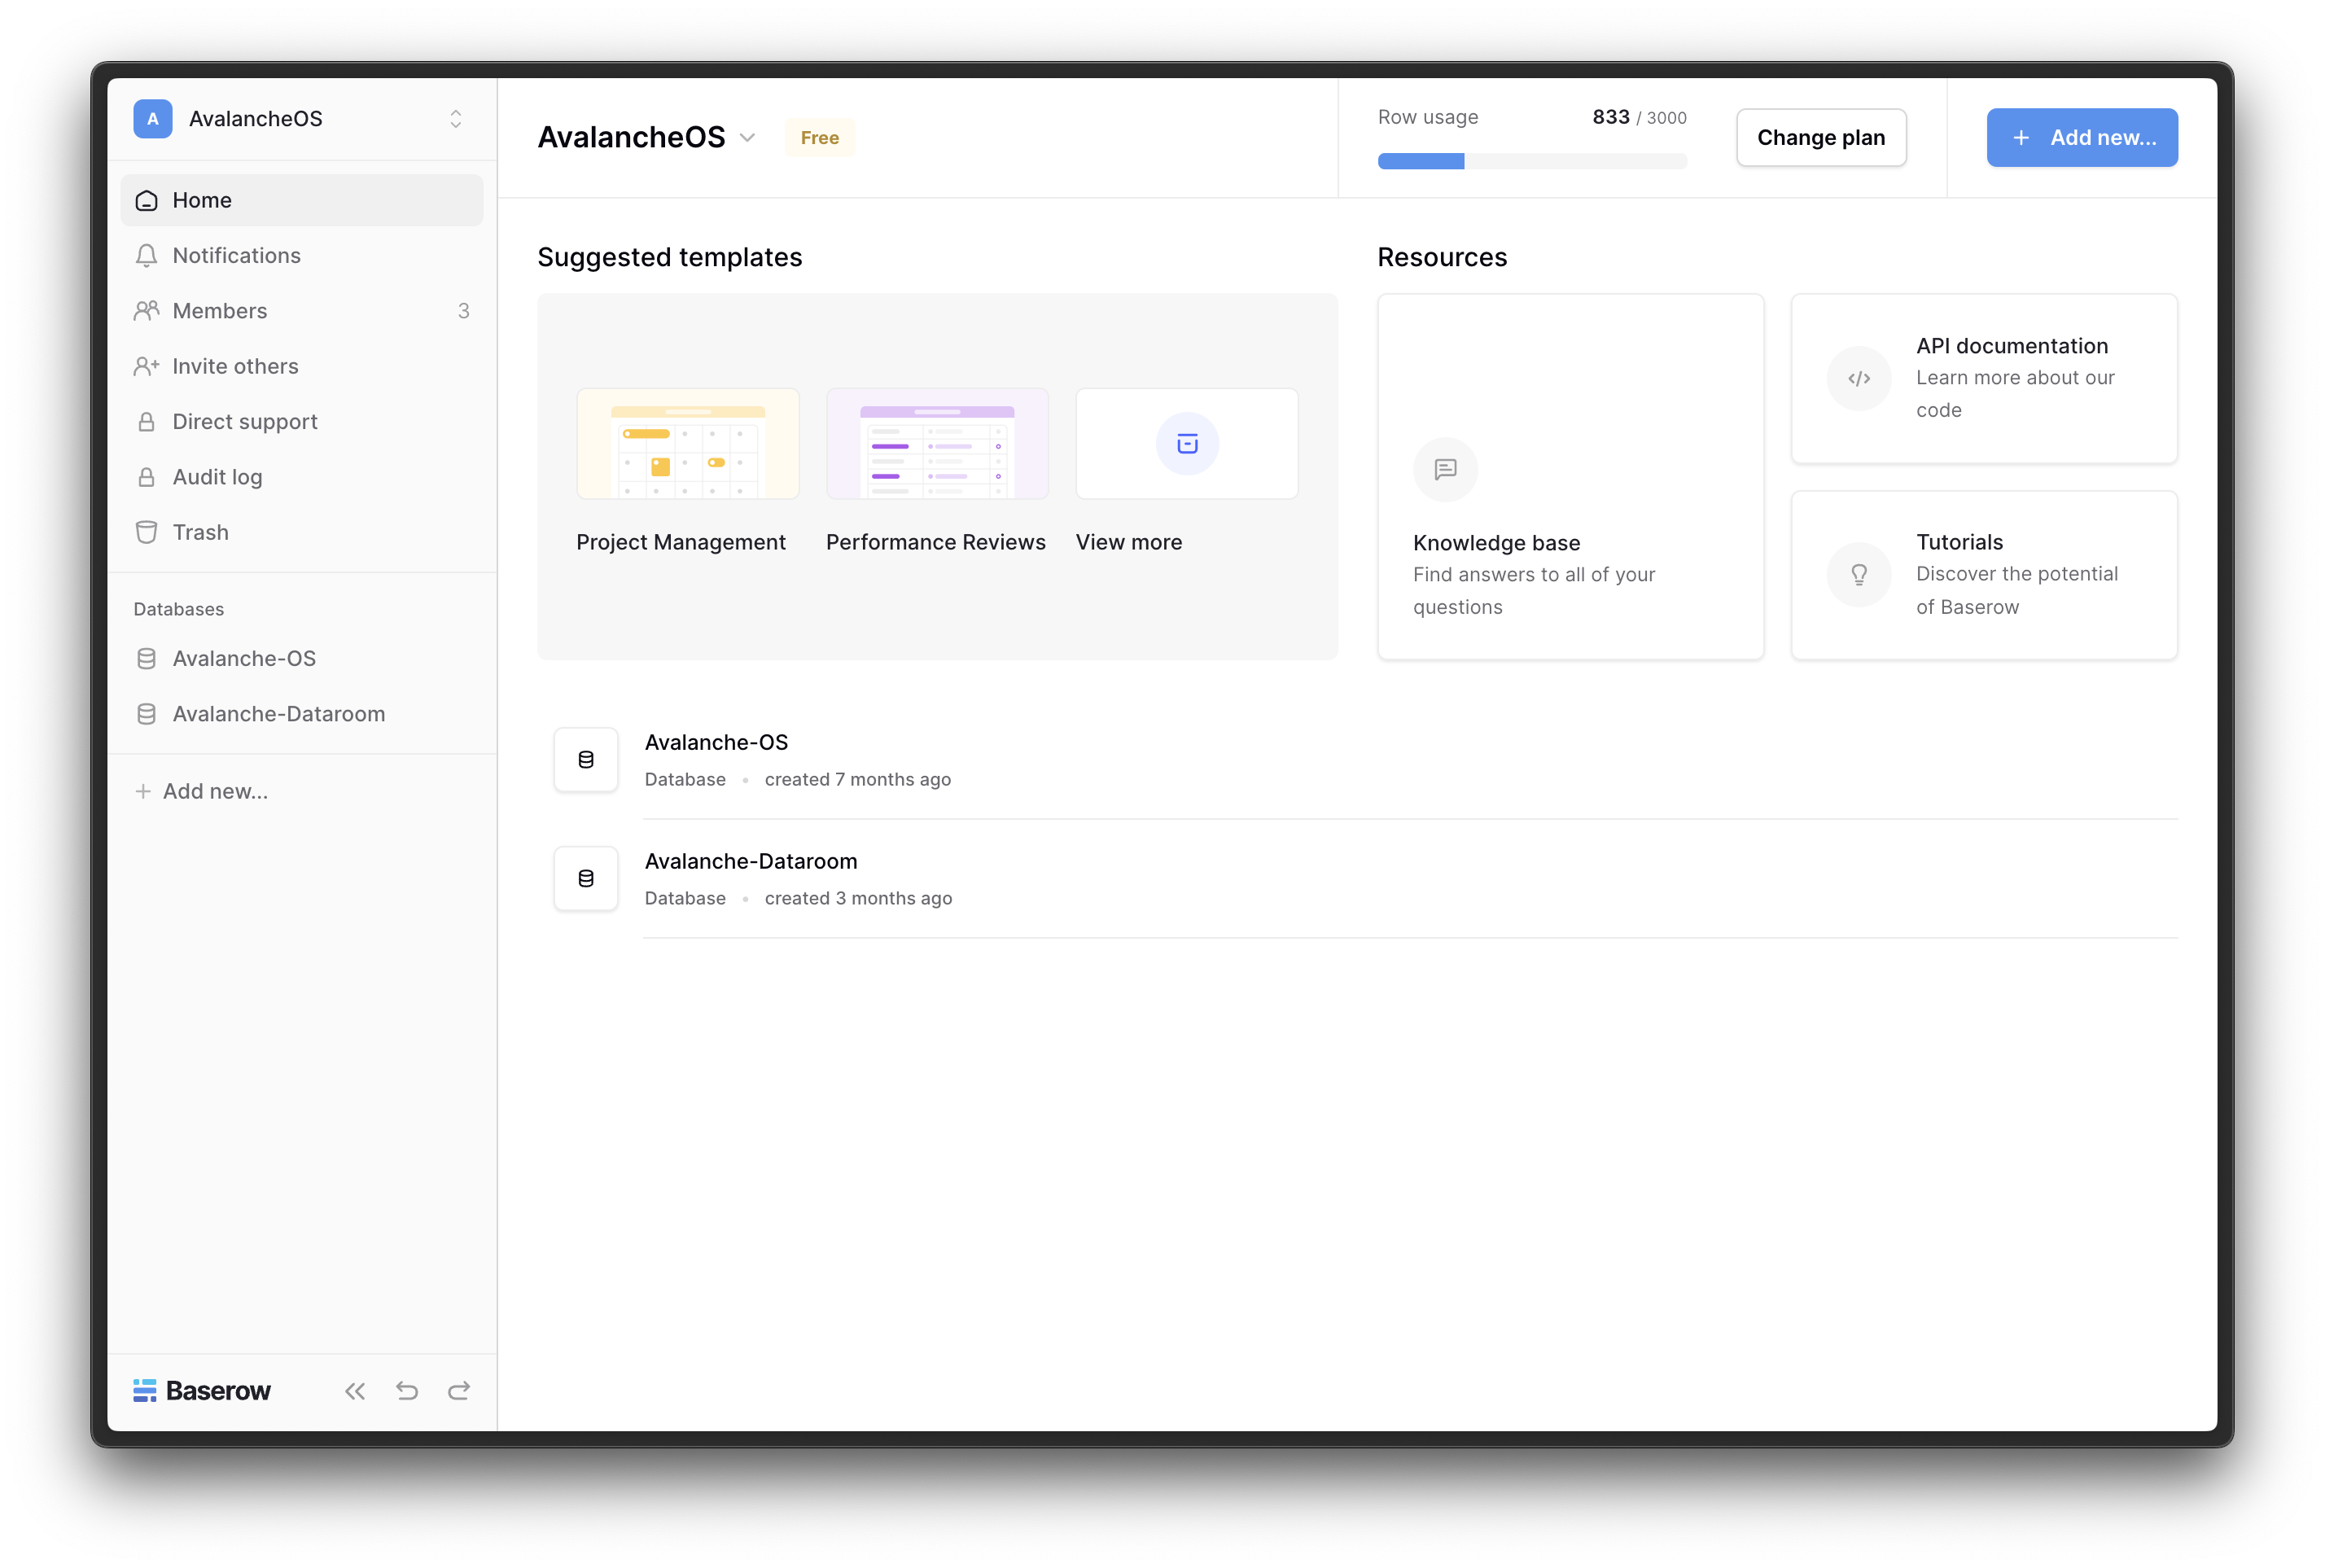 A AvalancheOS
Home
Notifications
Members 3
Invite others
Direct support
Audit log
Trash
Databases
Avalanche-OS
Avalanche-Dataroom
+ Add new...
Baserow
AvalancheOS Free
Row usage 833 / 3000
Change plan
+ Add new...
Suggested templates
Project Management
Performance Reviews
View more
Resources
Knowledge base
Find answers to all of your
questions
API documentation
Learn more about our
code
Tutorials
Discover the potential
of Baserow
Avalanche-OS
Database • created 7 months ago
Avalanche-Dataroom
Database • created 3 months ago